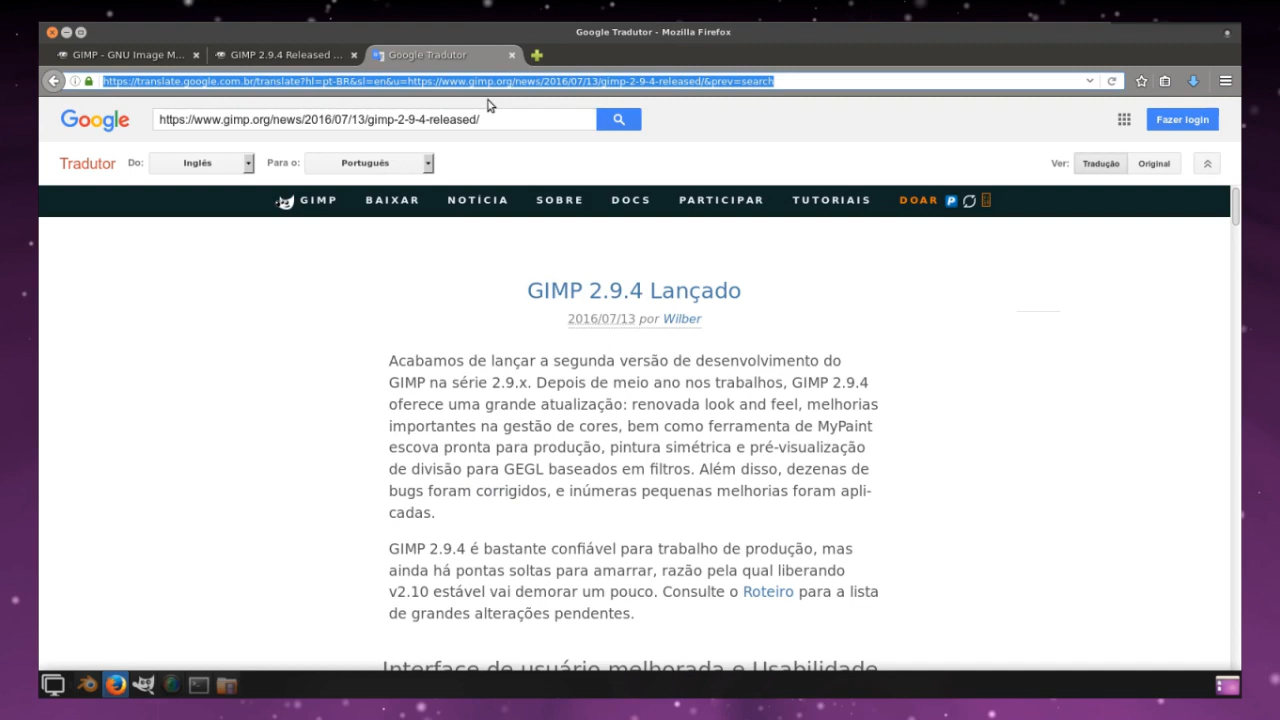 Google Tradutor - Mozilla Firefox
GIMP - GNU Image M...
GIMP 2.9.4 Released ...
Google Tradutor
https://translate.google.com.br/translate?hl=pt-BR&sl=en&u=https://www.gimp.org/news/2016/07/13/gimp-2-9-4-released/&prev=search
Google
https://www.gimp.org/news/2016/07/13/gimp-2-9-4-released/
Fazer login
Tradutor
Do:
Inglês
Para o:
Português
Ver:
Tradução
Original
GIMP
BAIXAR
NOTÍCIA
SOBRE
DOCS
PARTICIPAR
TUTORIAIS
DOAR
GIMP 2.9.4 Lançado
2016/07/13 por Wilber
Acabamos de lançar a segunda versão de desenvolvimento do
GIMP na série 2.9.x. Depois de meio ano nos trabalhos, GIMP 2.9.4
oferece uma grande atualização: renovada look and feel, melhorias
importantes na gestão de cores, bem como ferramenta de MyPaint
escova pronta para produção, pintura simétrica e pré-visualização
de divisão para GEGL baseados em filtros. Além disso, dezenas de
bugs foram corrigidos, e inúmeras pequenas melhorias foram apli-
cadas.
GIMP 2.9.4 é bastante confiável para trabalho de produção, mas
ainda há pontas soltas para amarrar, razão pela qual liberando
v2.10 estável vai demorar um pouco. Consulte o Roteiro para a lista
de grandes alterações pendentes.
Interface de usuário melhorada e Usabilidade